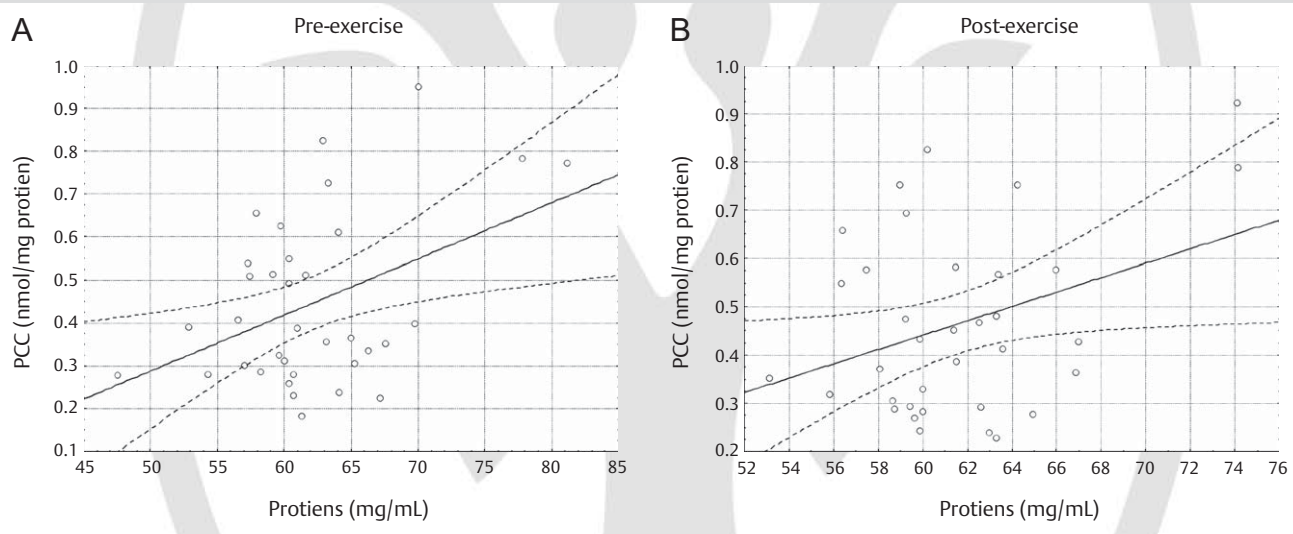 A
Pre-exercise
PCC (nmol/mg protien)
1.0
0.9
0.8
0.7
0.6
0.5
0.4
0.3
0.2
0.1
45 50 55 60 65 70 75 80 85
Protiens (mg/mL)
B
Post-exercise
PCC (nmol/mg protien)
1.0
0.9
0.8
0.7
0.6
0.5
0.4
0.3
0.2
52 54 56 58 60 62 64 66 68 70 72 74 76
Protiens (mg/mL)